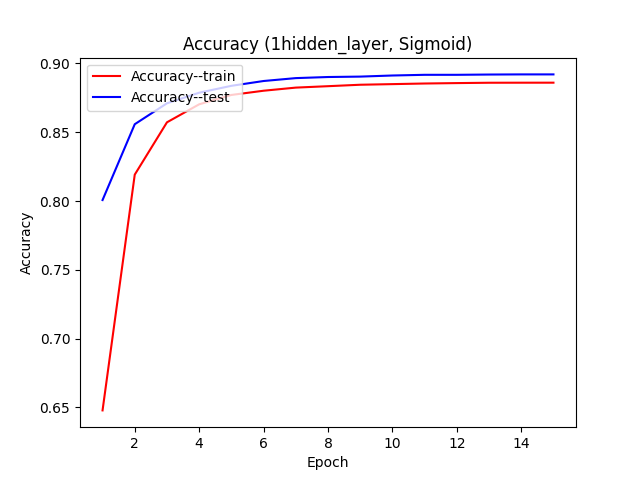 Accuracy (1hidden_layer, Sigmoid)
Accuracy--train
Accuracy--test
0.90
0.85
0.80
0.75
0.70
0.65
Accuracy
2 4 6 8 10 12 14
Epoch